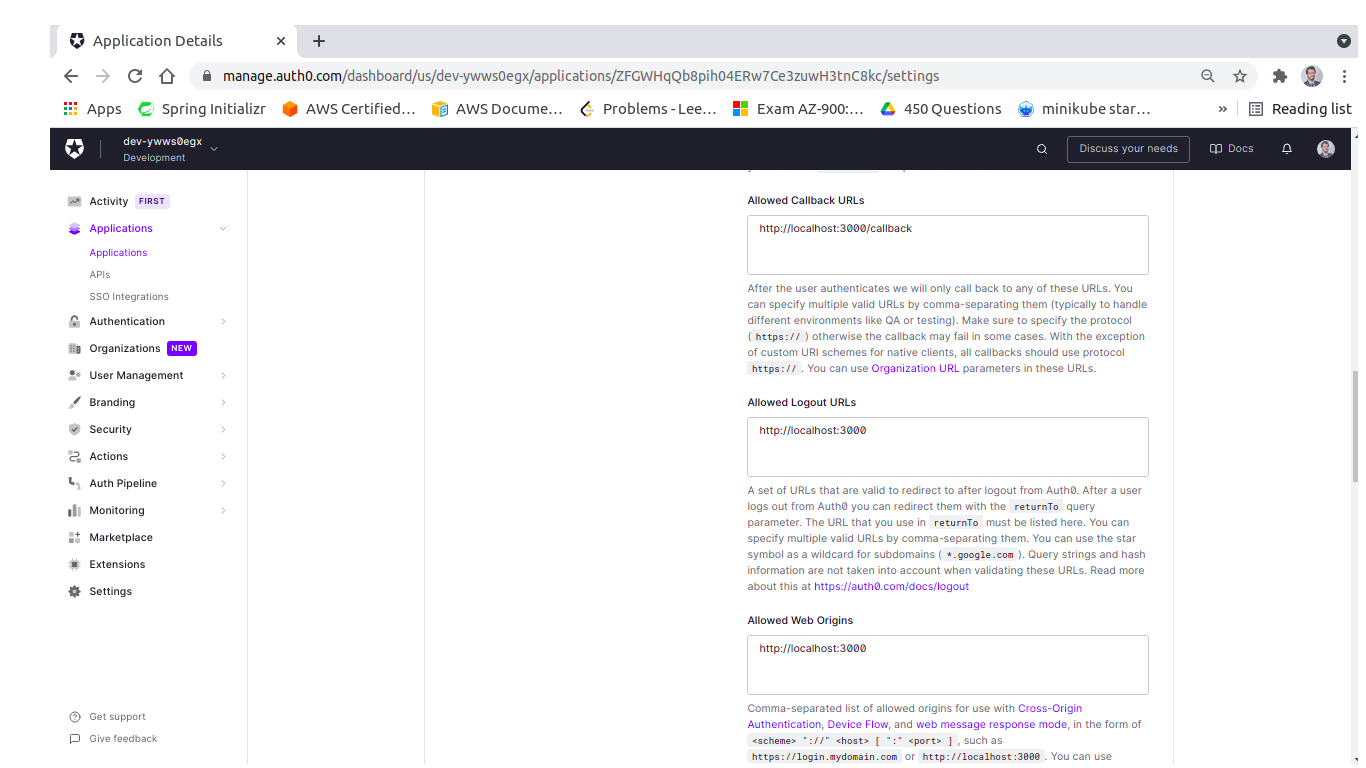 Application Details
manage.auth0.com/dashboard/us/dev-ywws0egx/applications/ZFGWHqQb8pih04ERw7Ce3zuwH3tnC8kc/settings
Apps Spring Initializr AWS Certified... AWS Docume... Problems - Lee... Exam AZ-900:... 450 Questions minikube star... » Reading list
dev-ywws0egx
Development
Discuss your needs
Docs
Activity FIRST
Applications
Applications
APIs
SSO Integrations
Authentication
Organizations NEW
User Management
Branding
Security
Actions
Auth Pipeline
Monitoring
Marketplace
Extensions
Settings
Get support
Give feedback
Allowed Callback URLs
http://localhost:3000/callback
After the user authenticates we will only call back to any of these URLs. You
can specify multiple valid URLs by comma-separating them (typically to handle
different environments like QA or testing). Make sure to specify the protocol
( https:// ) otherwise the callback may fail in some cases. With the exception
of custom URI schemes for native clients, all callbacks should use protocol
https:// . You can use Organization URL parameters in these URLs.
Allowed Logout URLs
http://localhost:3000
A set of URLs that are valid to redirect to after logout from Auth0. After a user
logs out from Auth0 you can redirect them with the returnTo query
parameter. The URL that you use in returnTo must be listed here. You can
specify multiple valid URLs by comma-separating them. You can use the star
symbol as a wildcard for subdomains ( *.google.com ). Query strings and hash
information are not taken into account when validating these URLs. Read more
about this at https://auth0.com/docs/logout
Allowed Web Origins
http://localhost:3000
Comma-separated list of allowed origins for use with Cross-Origin
Authentication, Device Flow, and web message response mode, in the form of
<scheme> "://" <host> [ ":" <port> ] , such as
https://login.mydomain.com or http://localhost:3000 . You can use